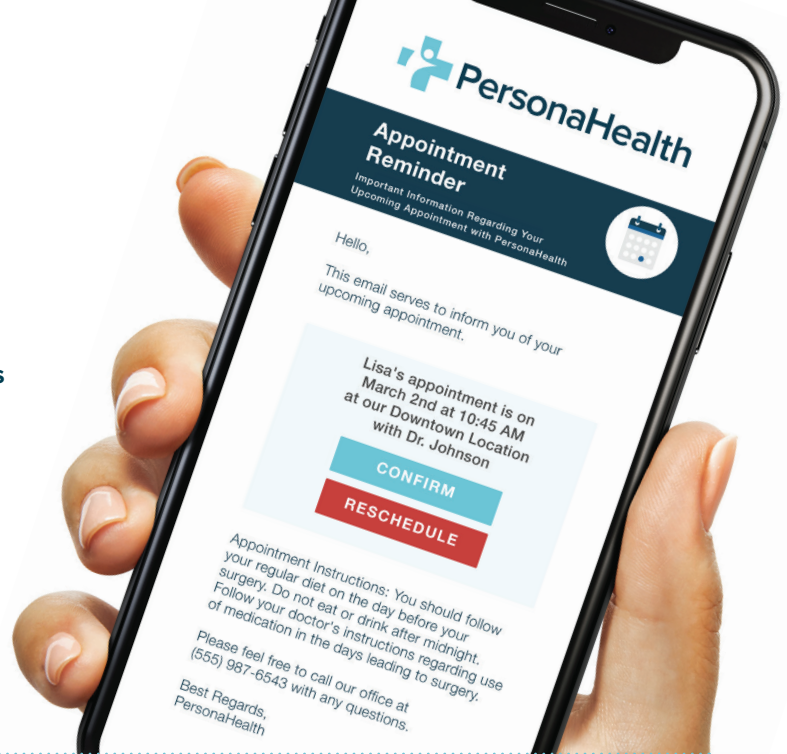 PersonaHealth
Appointment
Reminder
Important Information Regarding Your
Upcoming Appointment with PersonaHealth
Hello,
This email serves to inform you of your
upcoming appointment.
Lisa's appointment is on
March 2nd at 10:45 AM
at our Downtown Location
with Dr. Johnson
CONFIRM
RESCHEDULE
Appointment Instructions: You should follow
your regular diet on the day before your
surgery. Do not eat or drink after midnight.
Follow your doctor's instructions regarding use
of medication in the days leading to surgery.
Please feel free to call our office at
(555) 987-6543 with any questions.
Best Regards,
PersonaHealth
s